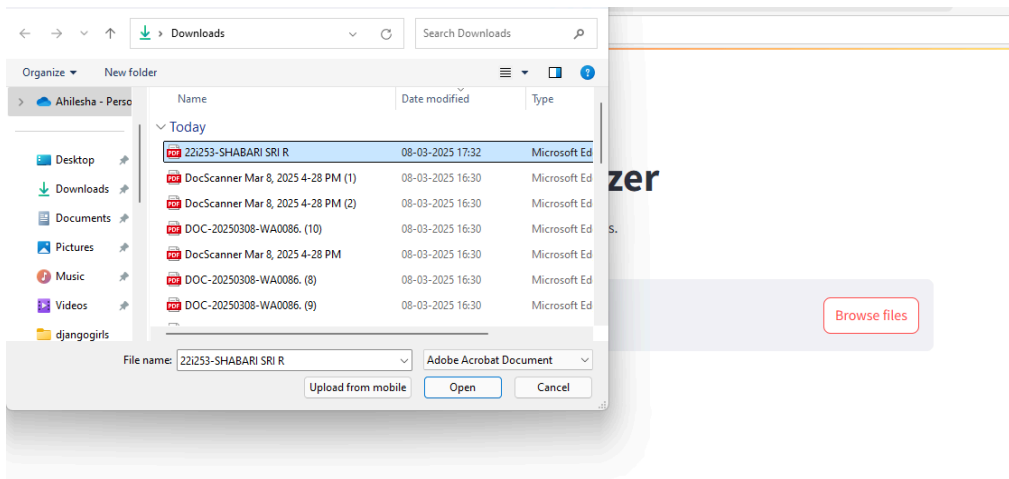 Downloads
Search Downloads
Organize
New folder
Ahilesha - Perso
Name
Date modified
Type
Today
Desktop
Downloads
Documents
Pictures
Music
Videos
djangogirls
22i253-SHABARI SRI R 08-03-2025 17:32 Microsoft Ed
DocScanner Mar 8, 2025 4-28 PM (1) 08-03-2025 16:30 Microsoft Ed
DocScanner Mar 8, 2025 4-28 PM (2) 08-03-2025 16:30 Microsoft Ed
DOC-20250308-WA0086. (10) 08-03-2025 16:30 Microsoft Ed
DocScanner Mar 8, 2025 4-28 PM 08-03-2025 16:30 Microsoft Ed
DOC-20250308-WA0086. (8) 08-03-2025 16:30 Microsoft Ed
DOC-20250308-WA0086. (9) 08-03-2025 16:30 Microsoft Ed
File name: 22i253-SHABARI SRI R
Adobe Acrobat Document
Upload from mobile
Open
Cancel
zer
s.
Browse files